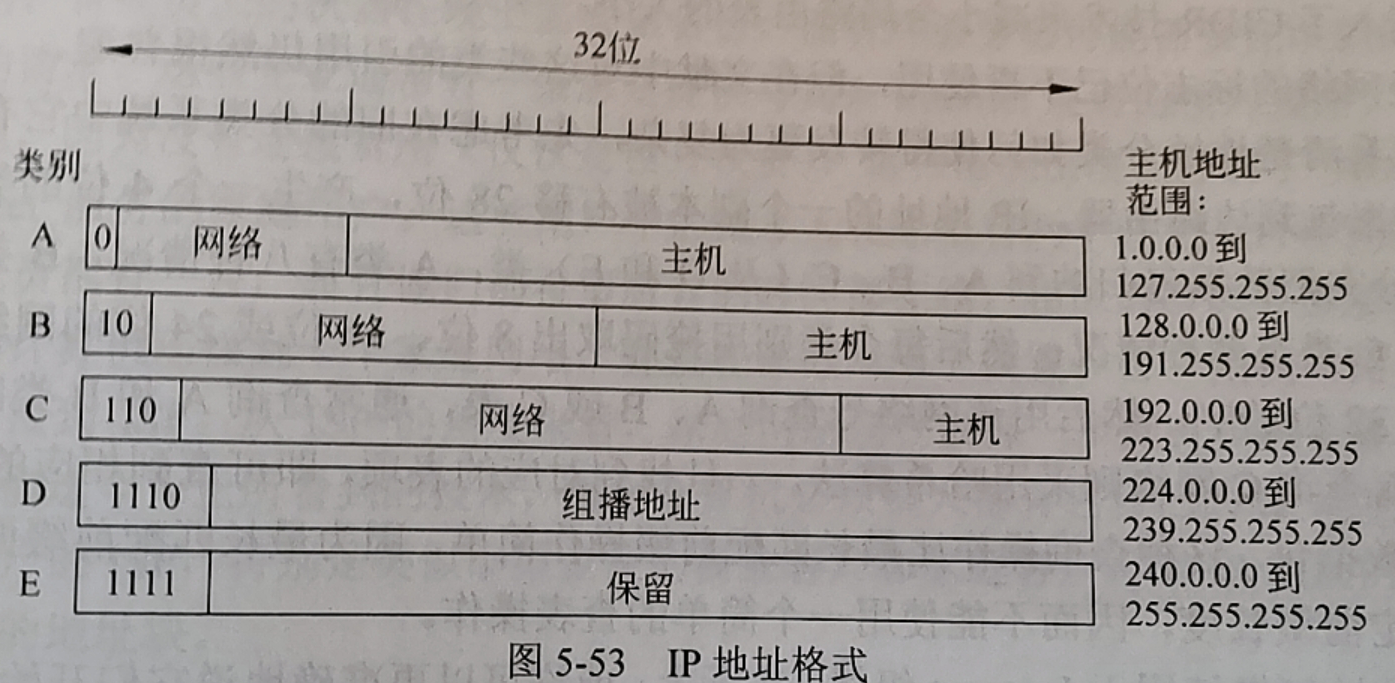 32位
类别
主机地址
范围：
A 0 网络 主机 1.0.0.0 到
127.255.255.255
B 10 网络 主机 128.0.0.0 到
191.255.255.255
C 110 网络 主机 192.0.0.0 到
223.255.255.255
D 1110 组播地址 224.0.0.0 到
239.255.255.255
E 1111 保留 240.0.0.0 到
255.255.255.255
图 5-53 IP 地址格式